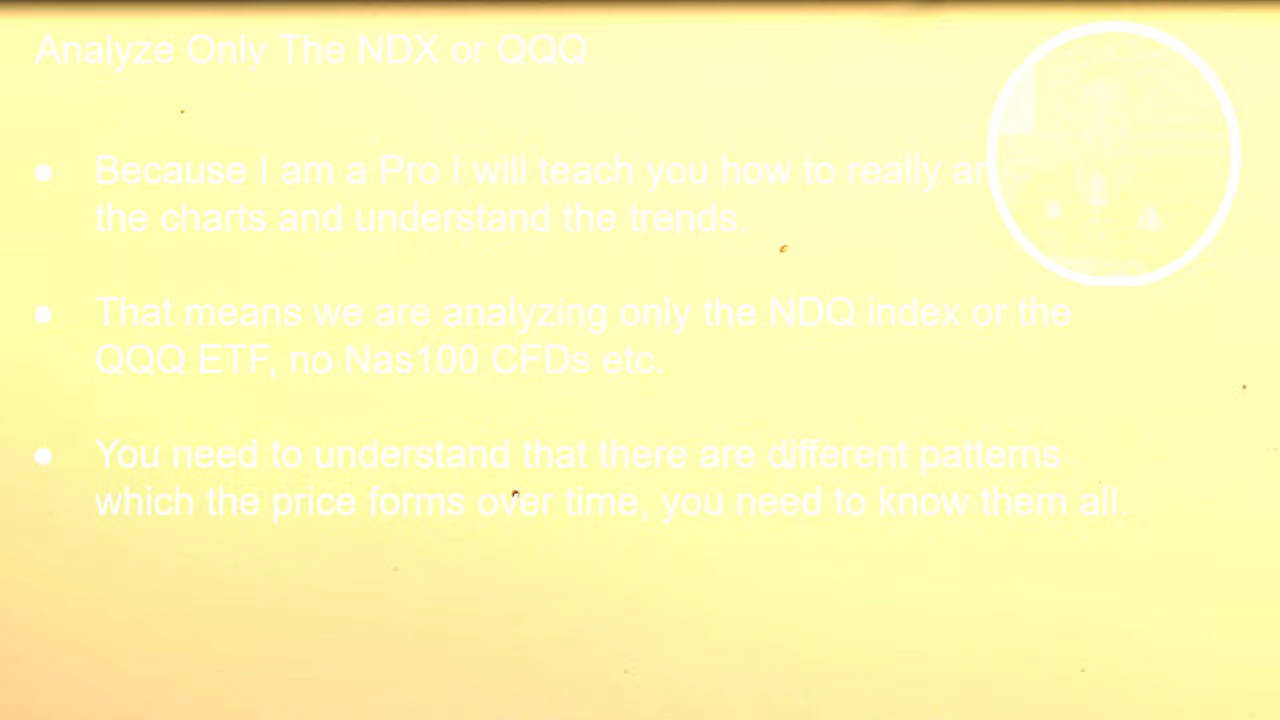 Analyze Only The NDX or QQQ
Because I am a Pro I will teach you how to really
the charts and understand the trends.
That means we are analyzing only the NDQ index or the
QQQ ETF, no Nas100 CFDs etc.
You need to understand that there are different patterns
which the price forms over time, you need to know them all.